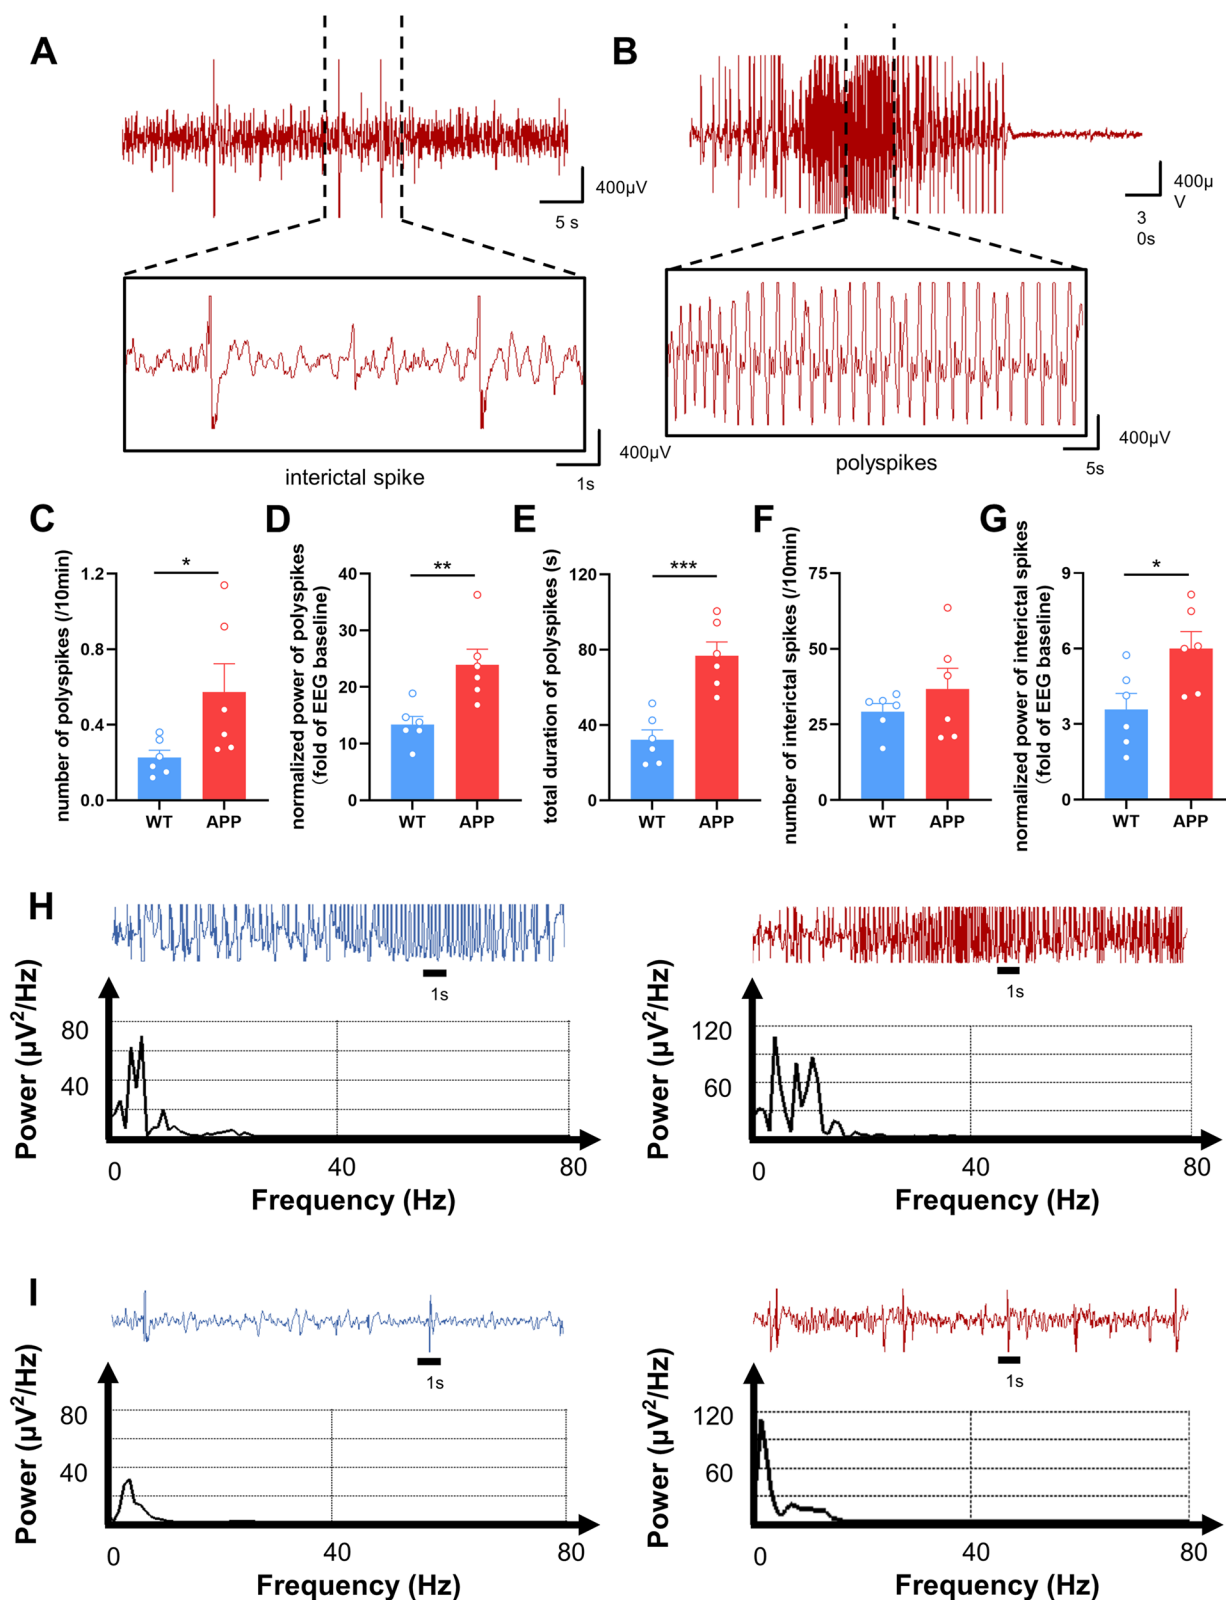 A
B
400μV
5 s
400μ
V
3
0s
400μV
1s
interictal spike
400μV
5s
polyspikes
C
D
E
F
G
number of polyspikes (/10min)
1.2
0.8
0.4
0.0
*
WT
APP
normalized power of polyspikes
(fold of EEG baseline)
40
30
20
10
0
**
WT
APP
total duration of polyspikes (s)
120
80
40
0
***
WT
APP
number of interictal spikes (/10min)
75
50
25
0
WT
APP
normalized power of interictal spikes
(fold of EEG baseline)
9
6
3
0
*
WT
APP
H
1s
Power (μV²/Hz)
80
40
0
40
80
Frequency (Hz)
1s
Power (μV²/Hz)
120
60
0
40
80
Frequency (Hz)
I
1s
Power (μV²/Hz)
80
40
0
40
80
Frequency (Hz)
1s
Power (μV²/Hz)
120
60
0
40
80
Frequency (Hz)